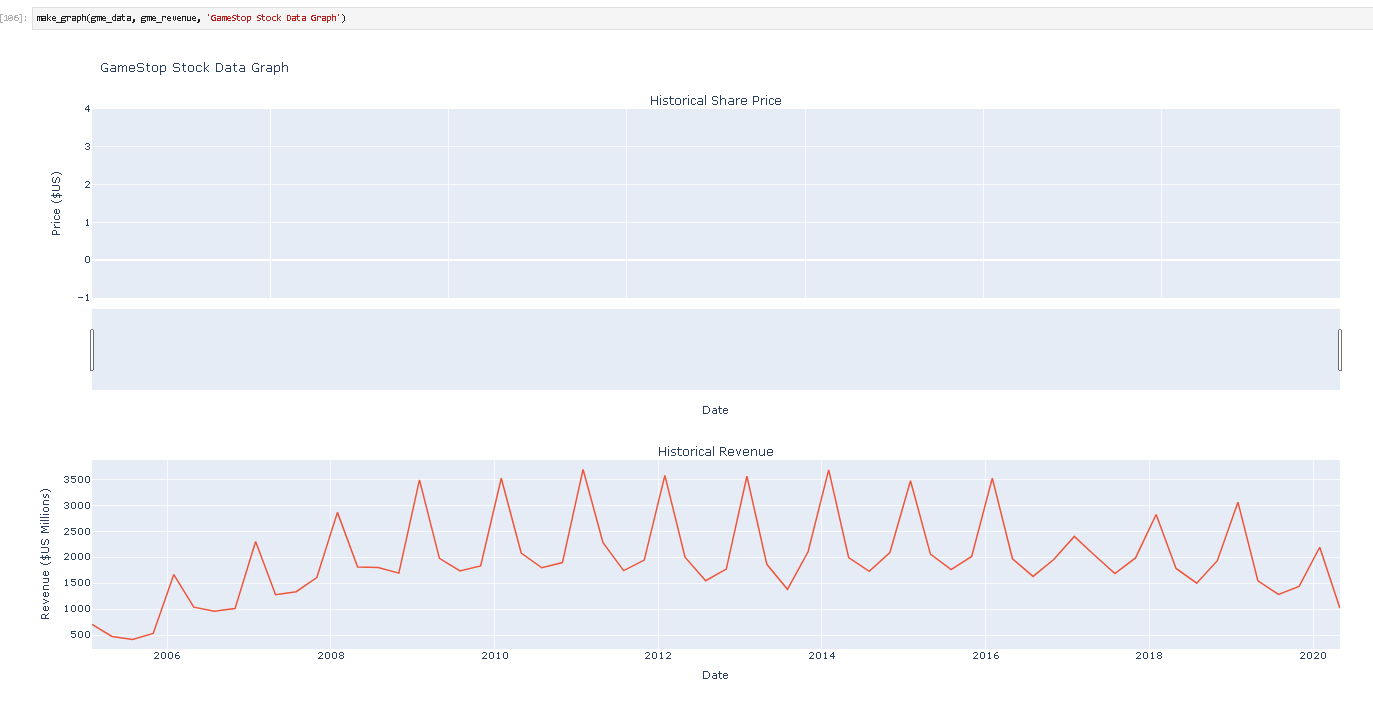 [106]: make_graph(gme_data, gme_revenue, 'GameStop Stock Data Graph')
GameStop Stock Data Graph
Historical Share Price
4
3
2
1
0
−1
Price ($US)
Date
Historical Revenue
3500
3000
2500
2000
1500
1000
500
Revenue ($US Millions)
2006 2008 2010 2012 2014 2016 2018 2020
Date